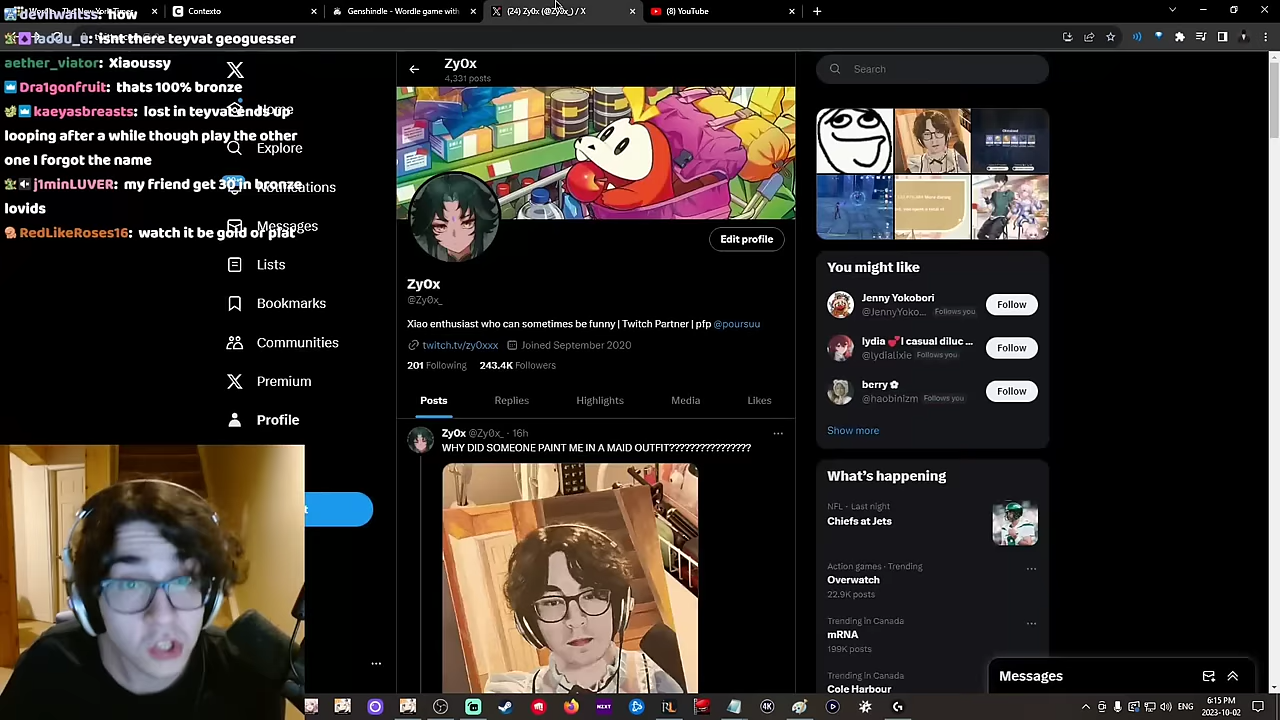 Contexto
Genshindle - Wordle game with
(24) Zy0x (@Zy0x_) / X
(8) YouTube
devilwaltss: how
isnt there teyvat geoguesser
aether_viator: Xiaoussy
Dra1gonfruit: thats 100% bronze
kaeyasbreasts: lost in teyvat ends up
looping after a while though play the other
one I forgot the name
j1minLUVER:
lovids
RedLikeRoses16: watch it be gold or plat
Home
Explore
Messages
Lists
Bookmarks
Communities
Premium
Profile
Zy0x
4,331 posts
Edit profile
Zy0x
@Zy0x_
Xiao enthusiast who can sometimes be funny | Twitch Partner | pfp @poursuu
twitch.tv/zy0xxx Joined September 2020
201 Following 243.4K Followers
Posts Replies Highlights Media Likes
Zy0x @Zy0x_ · 16h
WHY DID SOMEONE PAINT ME IN A MAID OUTFIT????????????????
Search
You might like
Jenny Yokobori
@JennyYoko... Follows you
Follow
lydia 💕 l casual diluc ...
@lydialixie Follows you
Follow
berry ✿
@haobinizm Follows you
Follow
Show more
What's happening
NFL · Last night
Chiefs at Jets
Action games · Trending
Overwatch
22.9K posts
Trending in Canada
mRNA
199K posts
Trending in Canada
Cole Harbour
Messages
ENG
6:15 PM
2023-10-02